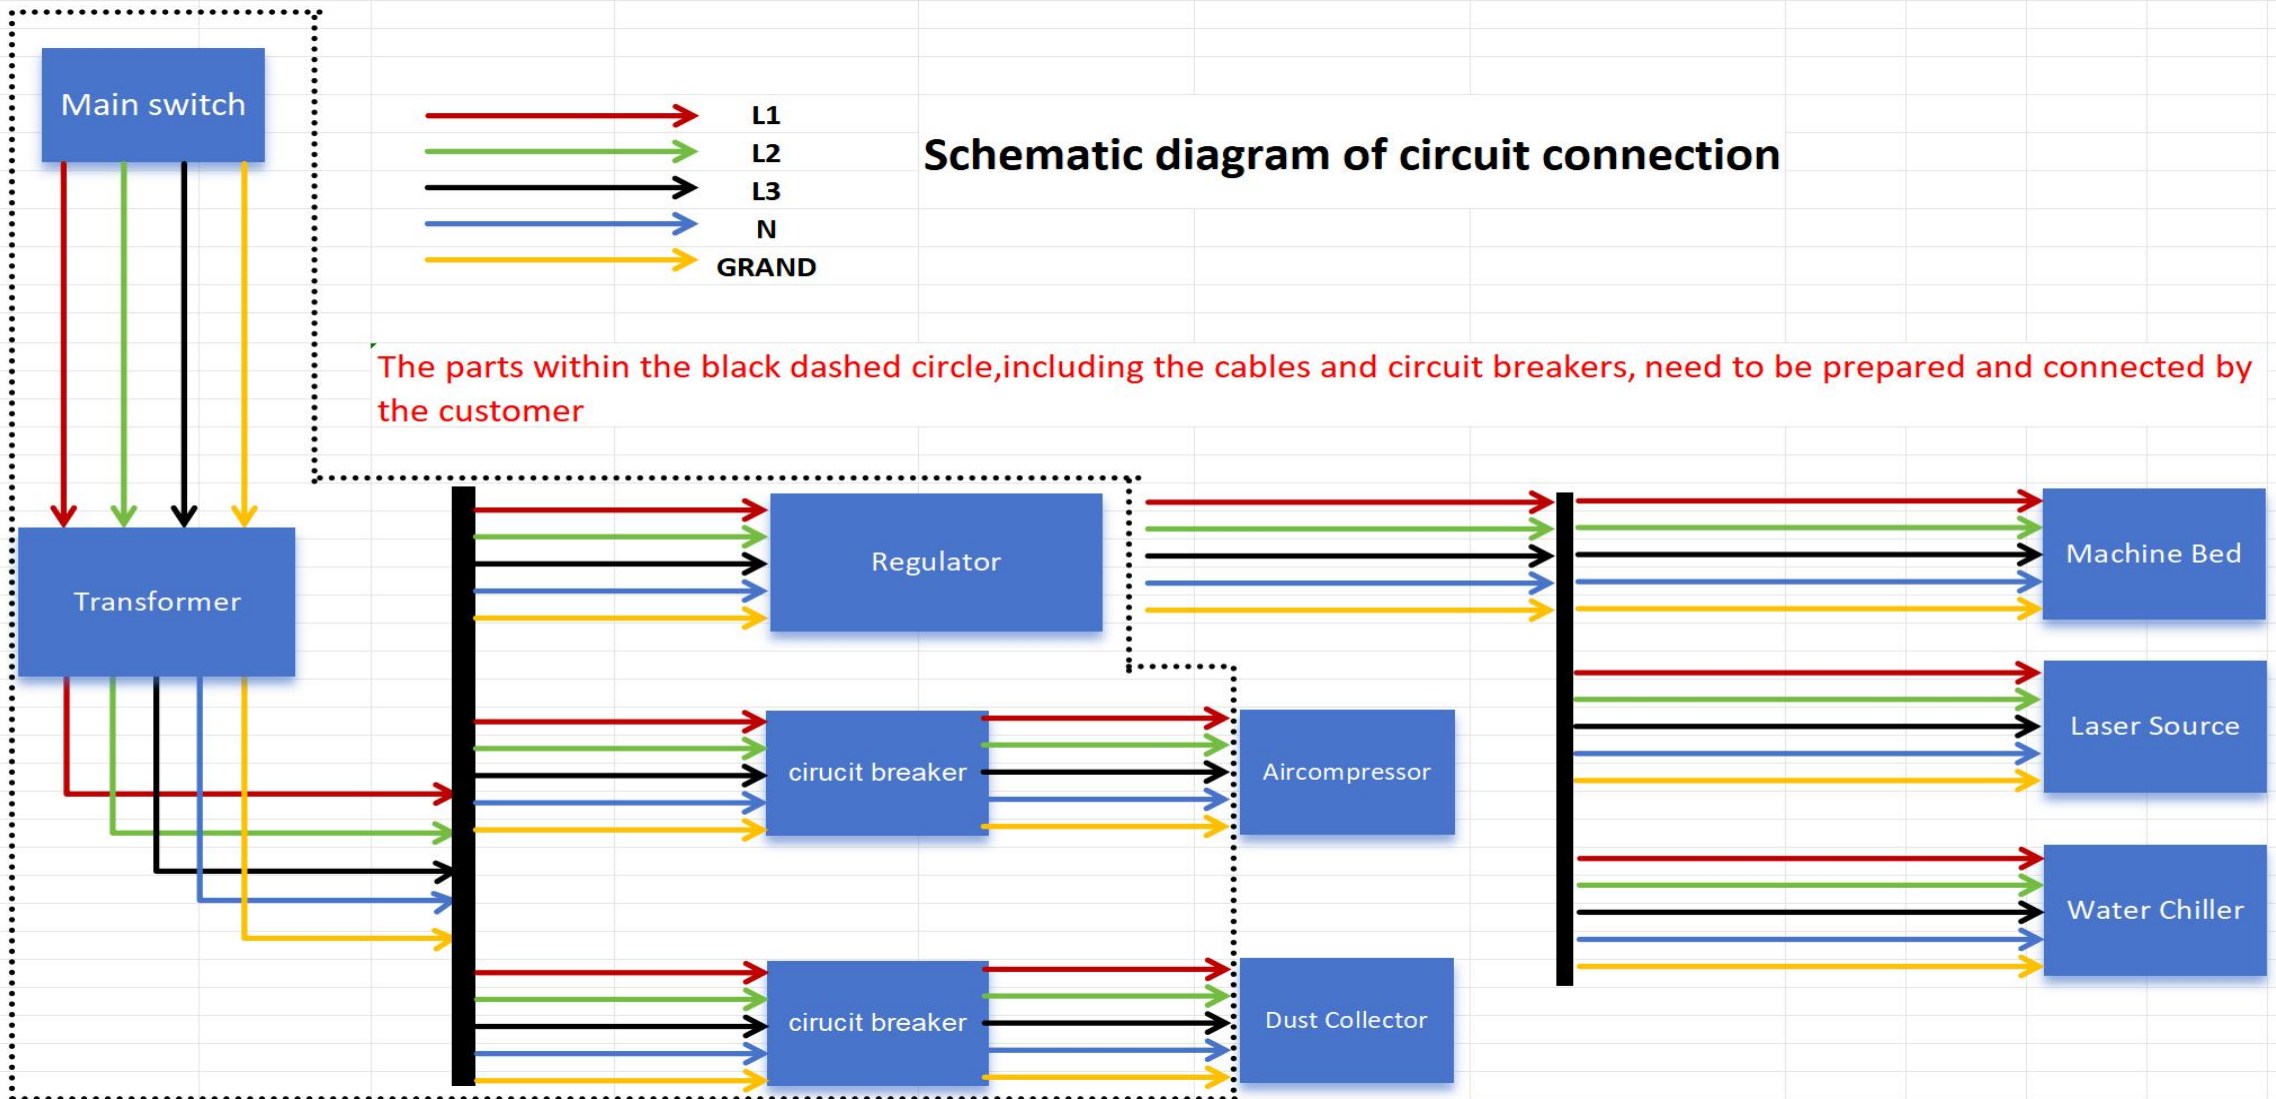 Main switch
L1
L2
L3
N
GRAND
Schematic diagram of circuit connection
The parts within the black dashed circle,including the cables and circuit breakers, need to be prepared and connected by
the customer
Transformer
Regulator
Machine Bed
Laser Source
cirucit breaker
Aircompressor
Water Chiller
cirucit breaker
Dust Collector